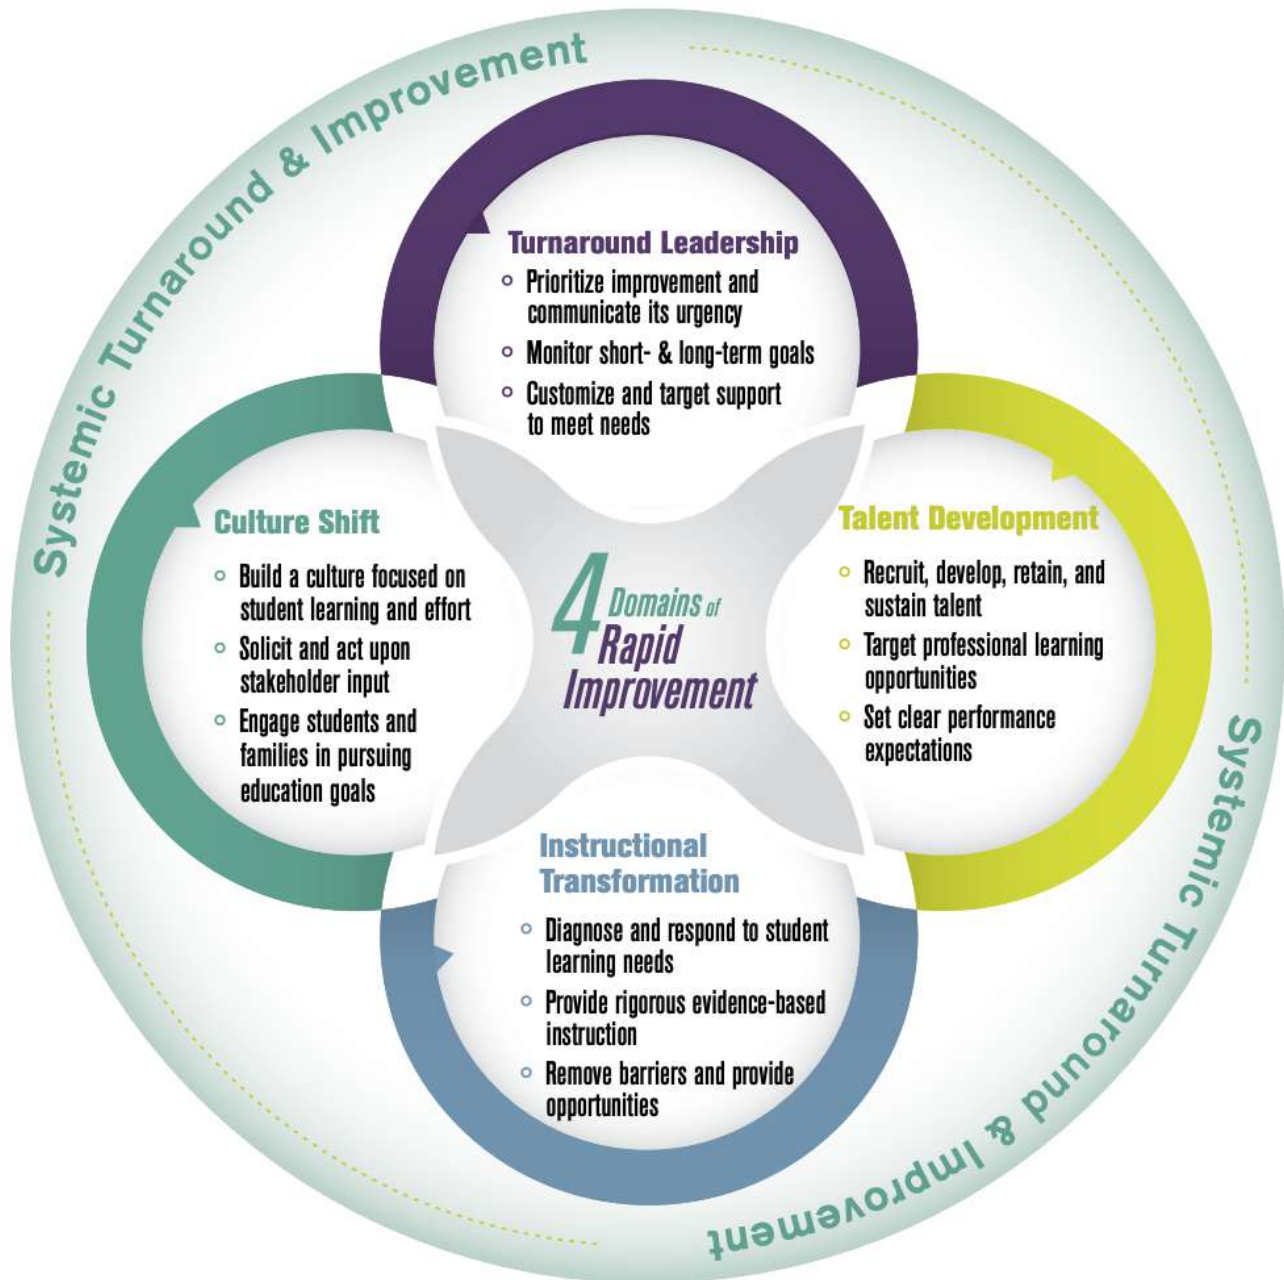 Systemic Turnaround & Improvement
Turnaround Leadership
Prioritize improvement and
communicate its urgency
Monitor short- & long-term goals
Customize and target support
to meet needs
Culture Shift
Build a culture focused on
student learning and effort
Solicit and act upon
stakeholder input
Engage students and
families in pursuing
education goals
4 Domains of
Rapid
Improvement
Talent Development
Recruit, develop, retain, and
sustain talent
Target professional learning
opportunities
Set clear performance
expectations
Instructional
Transformation
Diagnose and respond to student
learning needs
Provide rigorous evidence-based
instruction
Remove barriers and provide
opportunities
Systemic Turnaround & Improvement